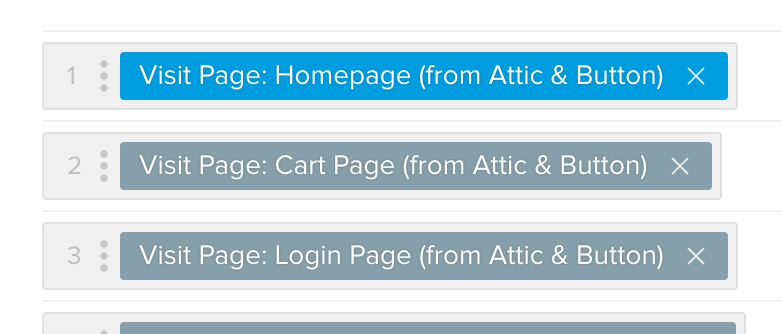 1 Visit Page: Homepage (from Attic & Button) ×
2 Visit Page: Cart Page (from Attic & Button) ×
3 Visit Page: Login Page (from Attic & Button) ×